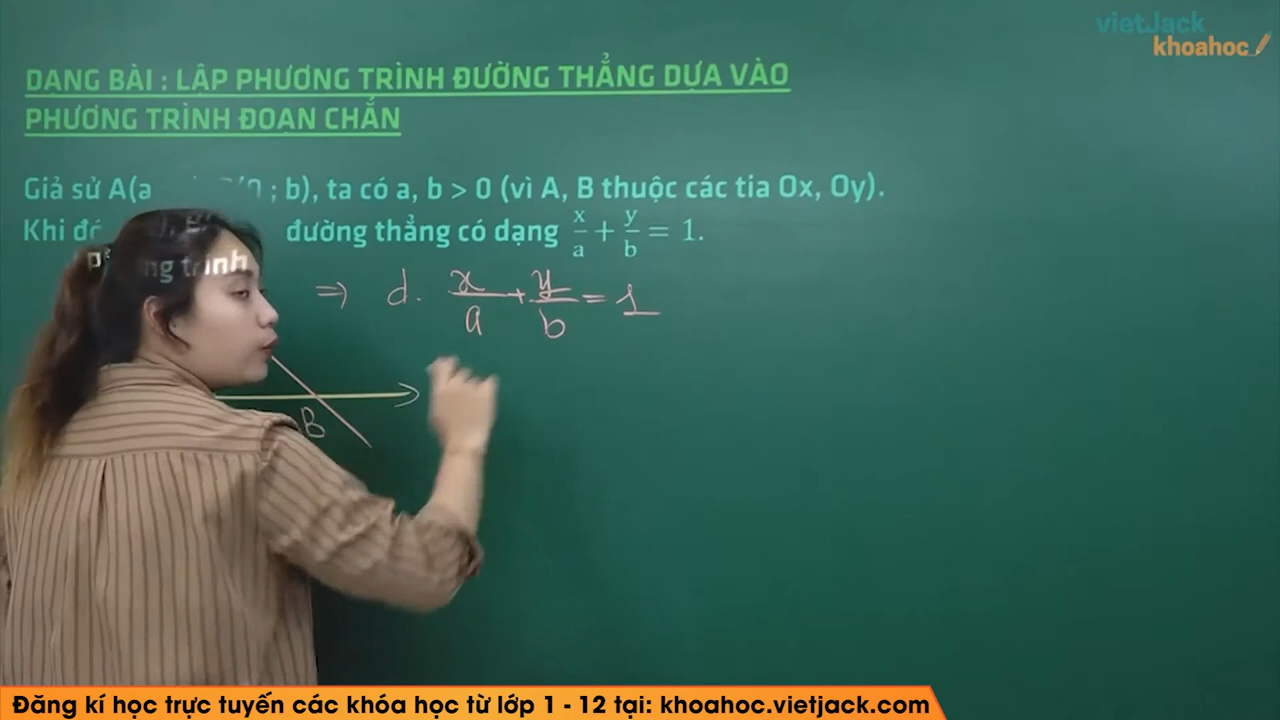 vietJack
khoahoc
DẠNG BÀI : LẬP PHƯƠNG TRÌNH ĐƯỜNG THẲNG DỰA VÀO
PHƯƠNG TRÌNH ĐOẠN CHẮN
Giả sử A(a ; b), ta có a, b > 0 (vì A, B thuộc các tia Ox, Oy).
Khi đó đường thẳng có dạng x/a + y/b = 1.
trình
⇒ d. x/a + y/b = 1
B
Đăng kí học trực tuyến các khóa học từ lớp 1 - 12 tại: khoahoc.vietjack.com